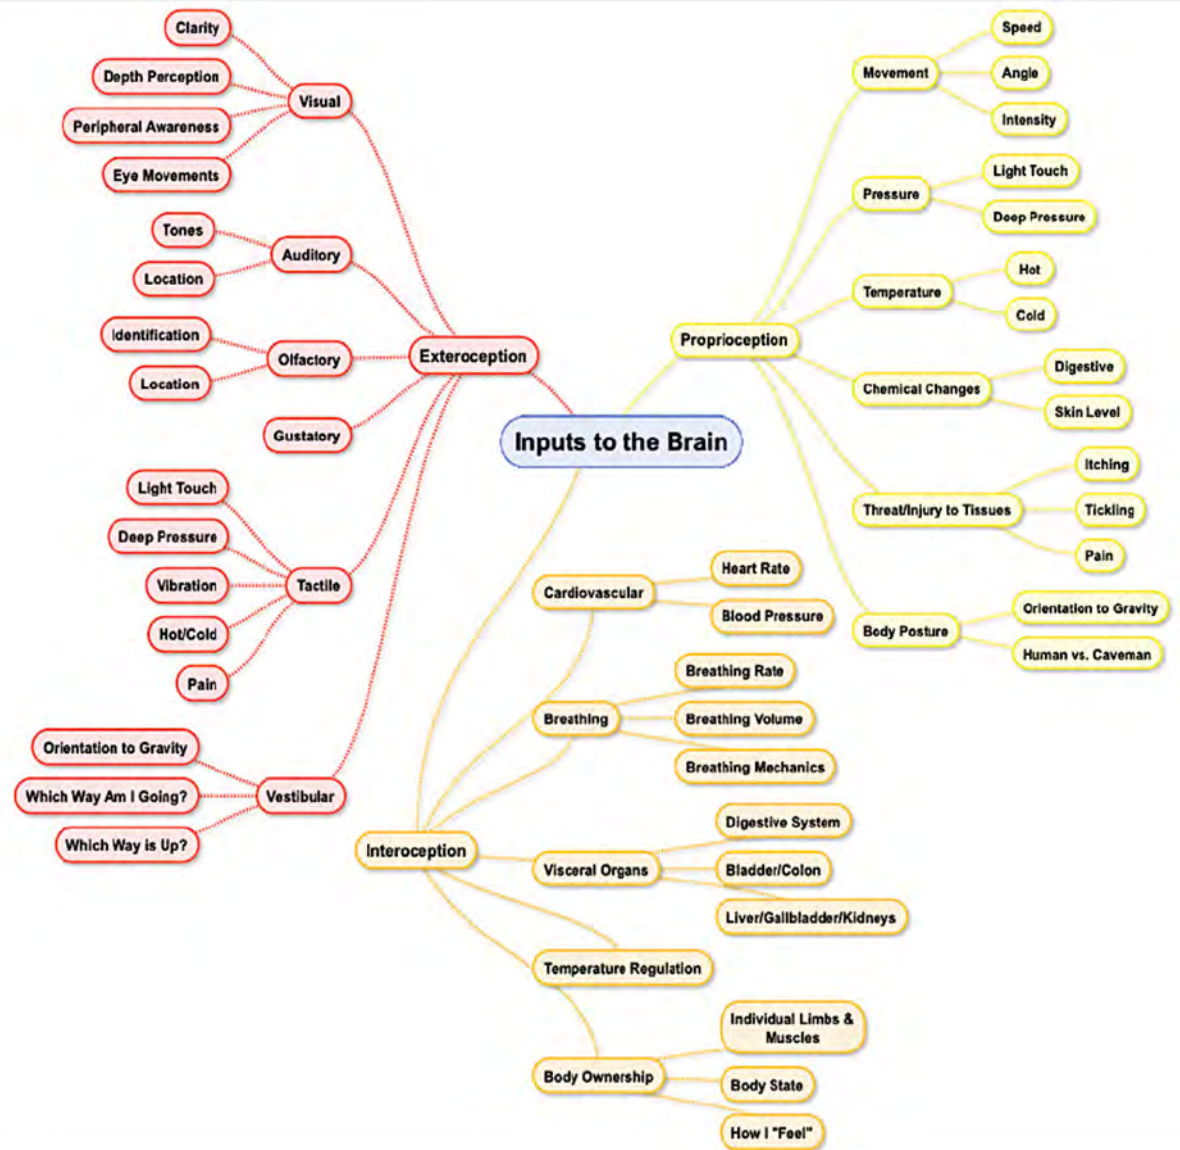 Inputs to the Brain
Exteroception
Visual
Clarity
Depth Perception
Peripheral Awareness
Eye Movements
Auditory
Tones
Location
Olfactory
Identification
Location
Gustatory
Tactile
Light Touch
Deep Pressure
Vibration
Hot/Cold
Pain
Vestibular
Orientation to Gravity
Which Way Am I Going?
Which Way is Up?
Proprioception
Movement
Speed
Angle
Intensity
Pressure
Light Touch
Deep Pressure
Temperature
Hot
Cold
Chemical Changes
Digestive
Skin Level
Threat/Injury to Tissues
Itching
Tickling
Pain
Body Posture
Orientation to Gravity
Human vs. Caveman
Interoception
Cardiovascular
Heart Rate
Blood Pressure
Breathing
Breathing Rate
Breathing Volume
Breathing Mechanics
Visceral Organs
Digestive System
Bladder/Colon
Liver/Gallbladder/Kidneys
Temperature Regulation
Body Ownership
Individual Limbs &
Muscles
Body State
How I "Feel"